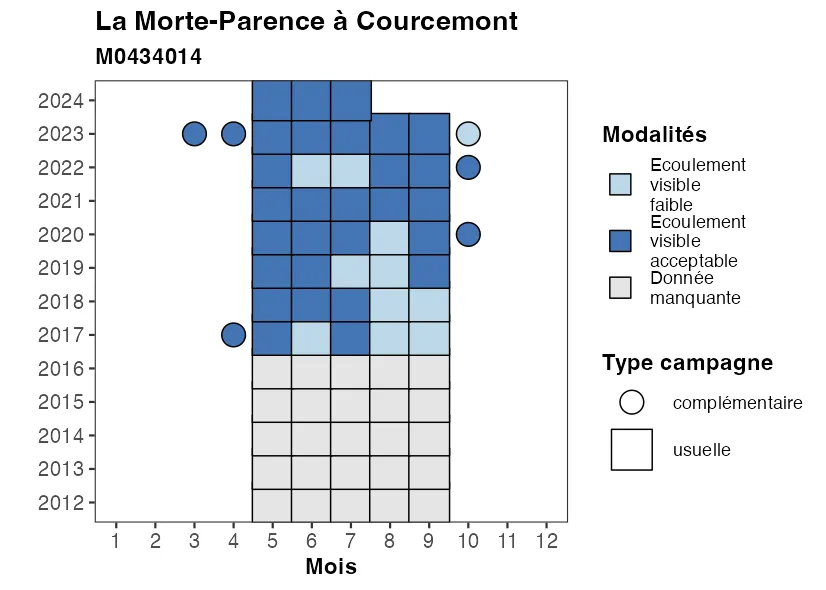 La Morte-Parence à Courcemont
M0434014
2024
2023
2022
2021
2020
2019
2018
2017
2016
2015
2014
2013
2012
1 2 3 4 5 6 7 8 9 10 11 12
Mois
Modalités
Ecoulement
visible
faible
Ecoulement
visible
acceptable
Donnée
manquante
Type campagne
complémentaire
usuelle